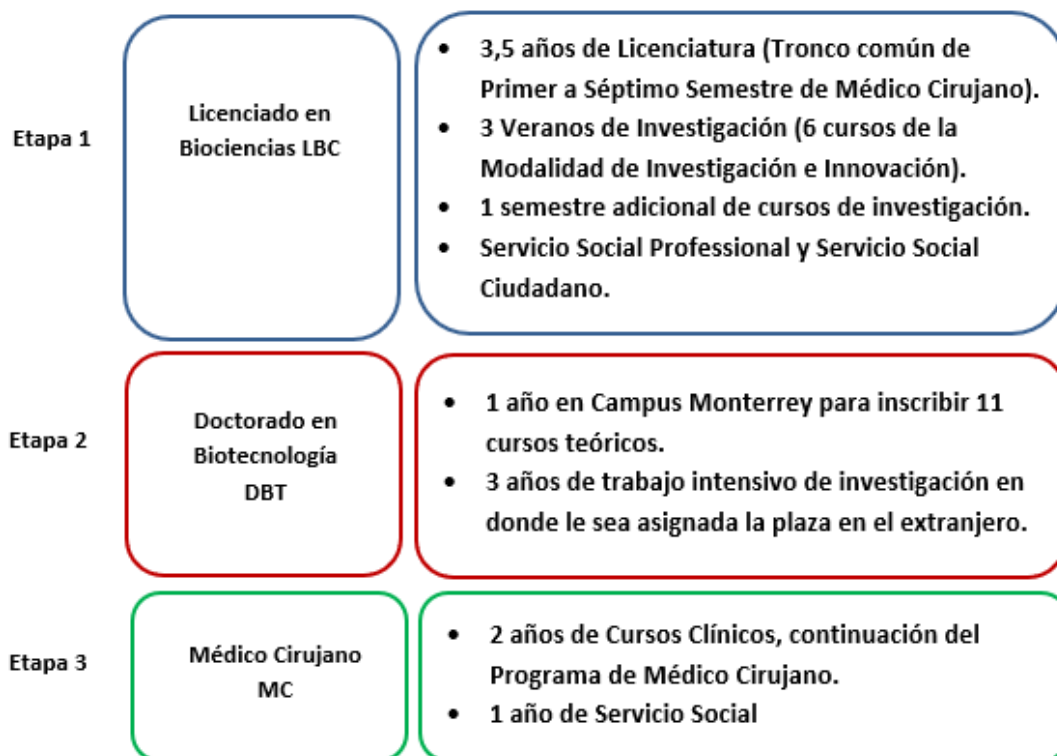 Etapa 1
Licenciado en
Biociencias LBC
• 3,5 años de Licenciatura (Tronco común de
Primer a Séptimo Semestre de Médico Cirujano).
• 3 Veranos de Investigación (6 cursos de la
Modalidad de Investigación e Innovación).
• 1 semestre adicional de cursos de investigación.
• Servicio Social Professional y Servicio Social
Ciudadano.
Etapa 2
Doctorado en
Biotecnología
DBT
• 1 año en Campus Monterrey para inscribir 11
cursos teóricos.
• 3 años de trabajo intensivo de investigación en
donde le sea asignada la plaza en el extranjero.
Etapa 3
Médico Cirujano
MC
• 2 años de Cursos Clínicos, continuación del
Programa de Médico Cirujano.
• 1 año de Servicio Social